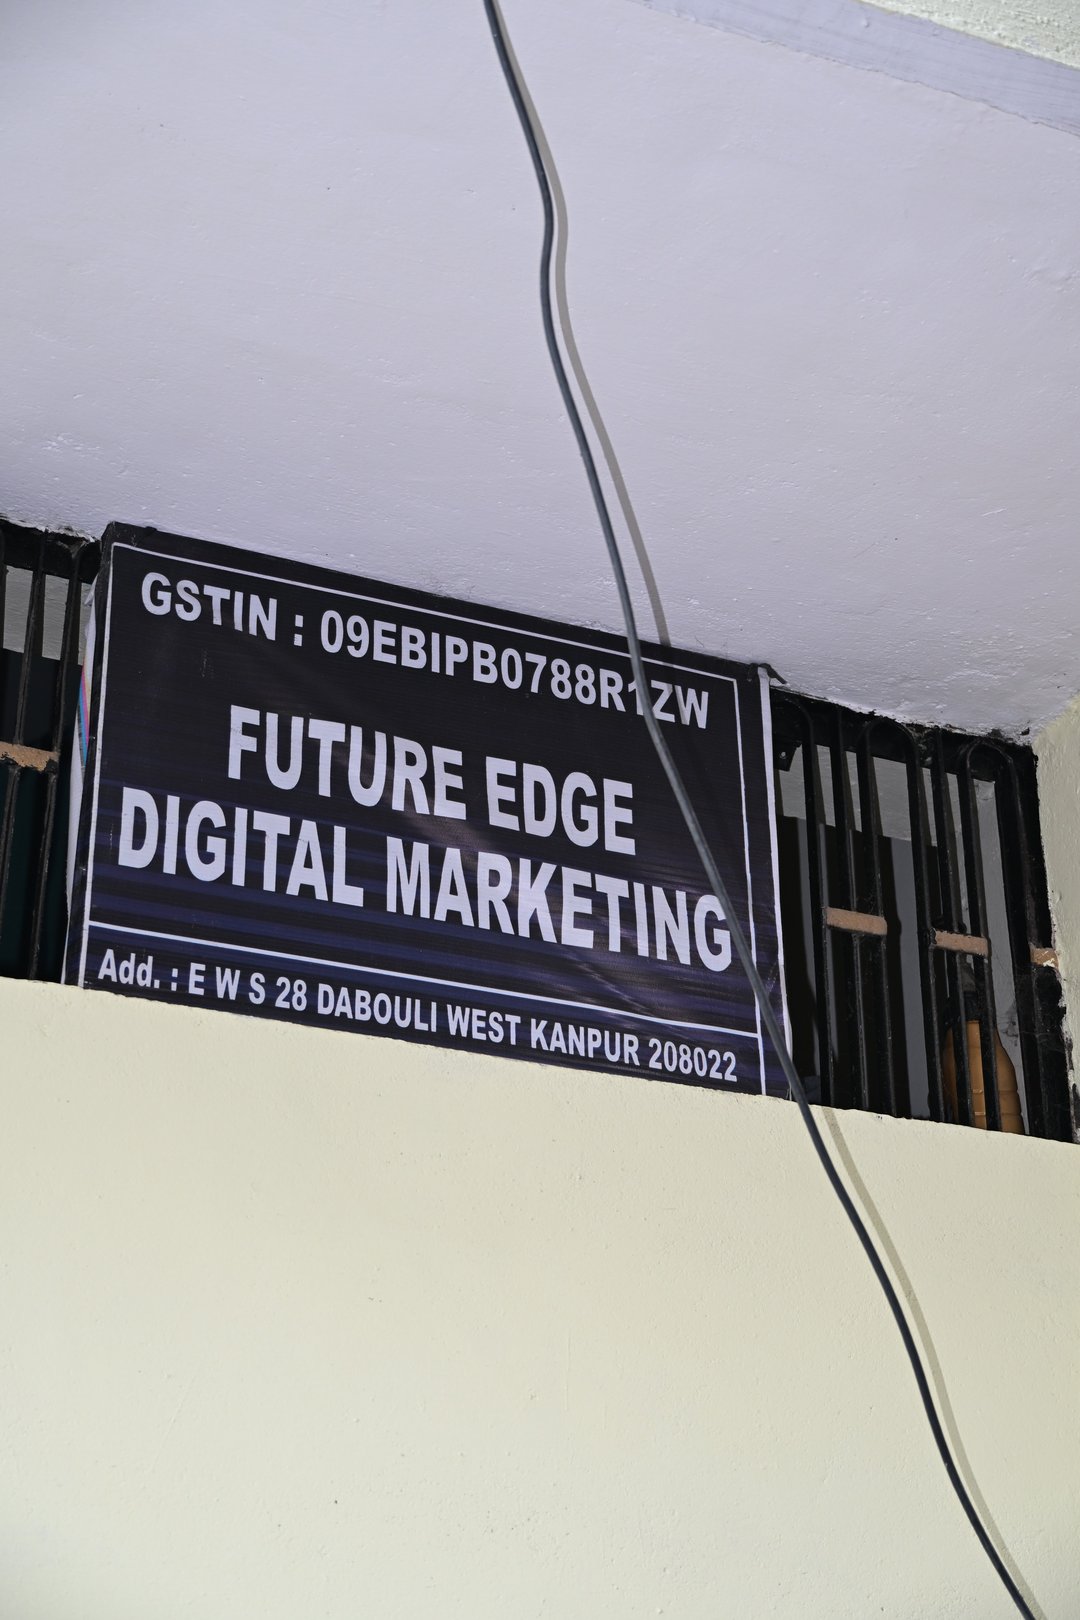 GSTIN : 09EBIPB0788R1ZW
FUTURE EDGE
DIGITAL MARKETING
Add. : E W S 28 DABOULI WEST KANPUR 208022